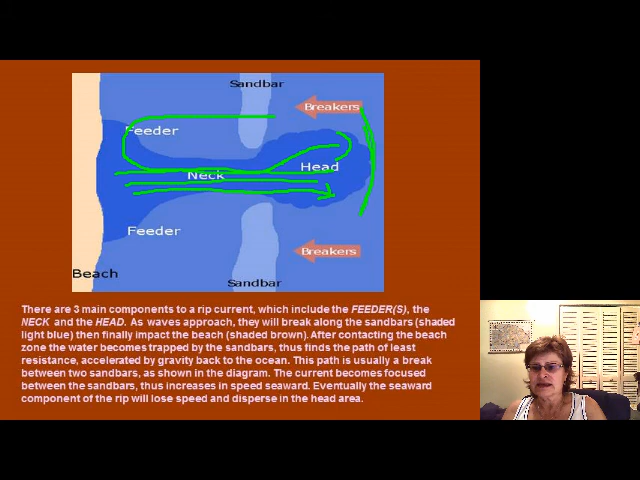 Sandbar
Breakers
Feeder
Head
Neck
Feeder
Breakers
Beach
Sandbar
There are 3 main components to a rip current, which include the FEEDER(S), the
NECK and the HEAD. As waves approach, they will break along the sandbars (shaded
light blue) then finally impact the beach (shaded brown). After contacting the beach
zone the water becomes trapped by the sandbars, thus finds the path of least
resistance, accelerated by gravity back to the ocean. This path is usually a break
between two sandbars, as shown in the diagram. The current becomes focused
between the sandbars, thus increases in speed seaward. Eventually the seaward
component of the rip will lose speed and disperse in the head area.